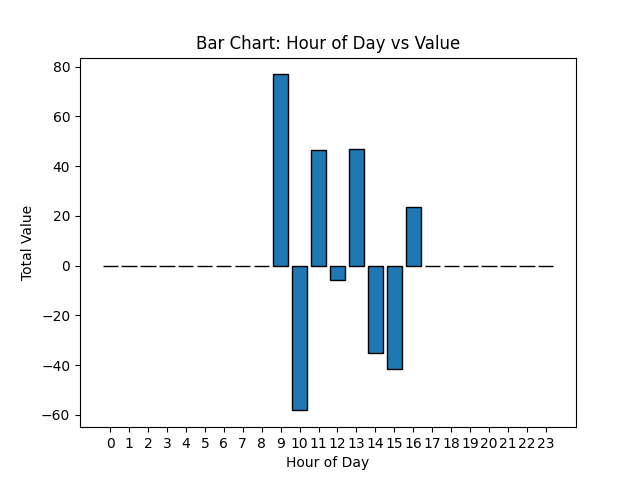 Bar Chart: Hour of Day vs Value
Total Value
80
60
40
20
0
−20
−40
−60
0 1 2 3 4 5 6 7 8 9 10 11 12 13 14 15 16 17 18 19 20 21 22 23
Hour of Day